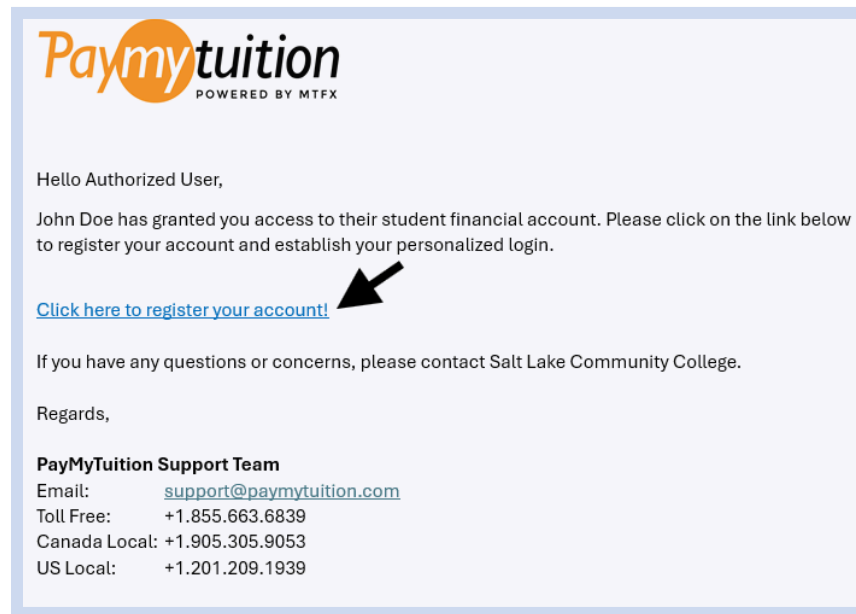 Paymytuition
POWERED BY MTFX
Hello Authorized User,
John Doe has granted you access to their student financial account. Please click on the link below
to register your account and establish your personalized login.
Click here to register your account!
If you have any questions or concerns, please contact Salt Lake Community College.
Regards,
PayMyTuition Support Team
Email: support@paymytuition.com
Toll Free: +1.855.663.6839
Canada Local: +1.905.305.9053
US Local: +1.201.209.1939